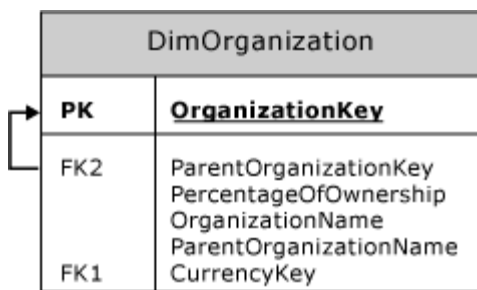 DimOrganization
PK OrganizationKey
FK2 ParentOrganizationKey
PercentageOfOwnership
OrganizationName
ParentOrganizationName
FK1 CurrencyKey